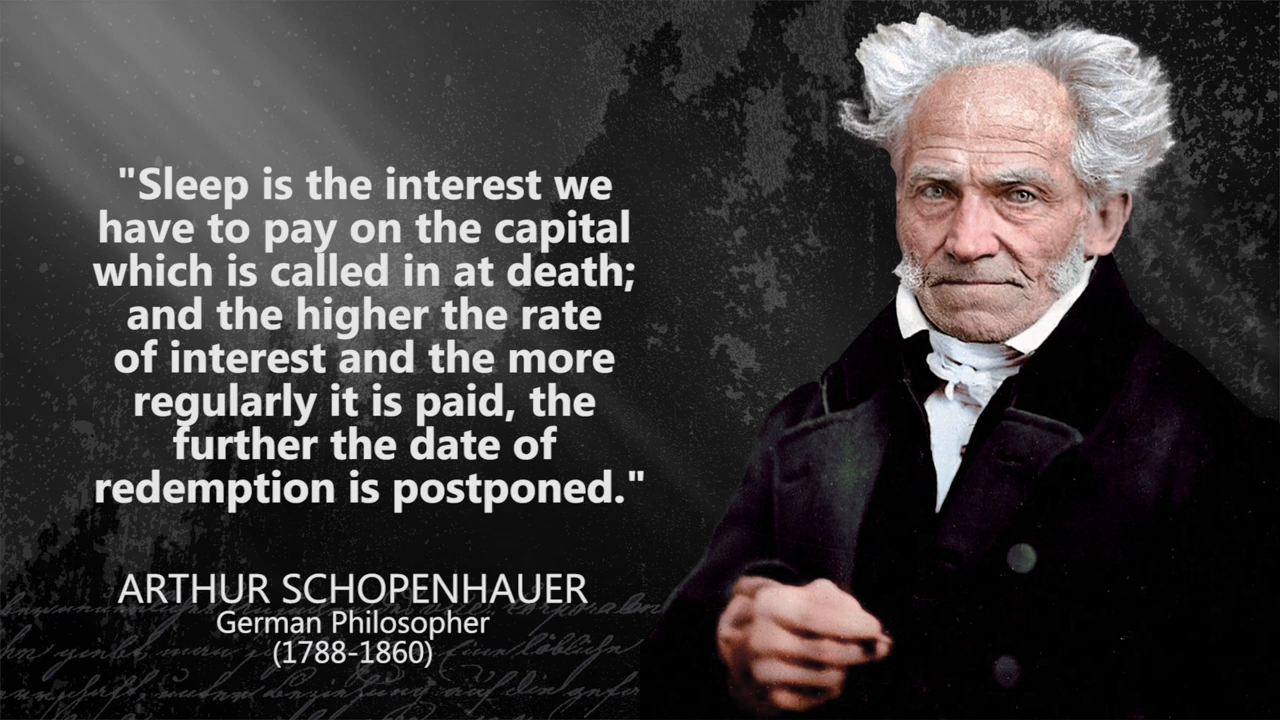 "Sleep is the interest we
have to pay on the capital
which is called in at death;
and the higher the rate
of interest and the more
regularly it is paid, the
further the date of
redemption is postponed."
ARTHUR SCHOPENHAUER
German Philosopher
(1788-1860)